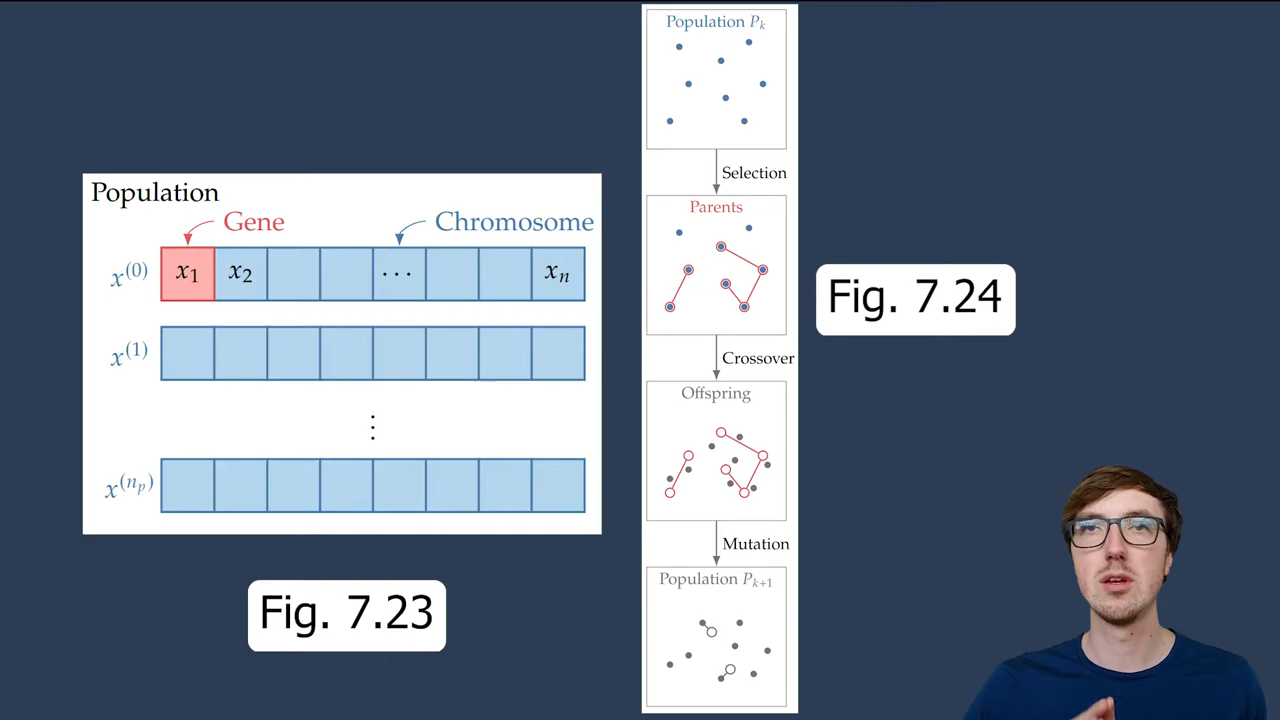 Population
Gene
Chromosome
x^(0) x_1 x_2 ... x_n
x^(1)
⋮
x^(n_p)
Fig. 7.23
Population P_k
Selection
Parents
Crossover
Offspring
Mutation
Population P_{k+1}
Fig. 7.24